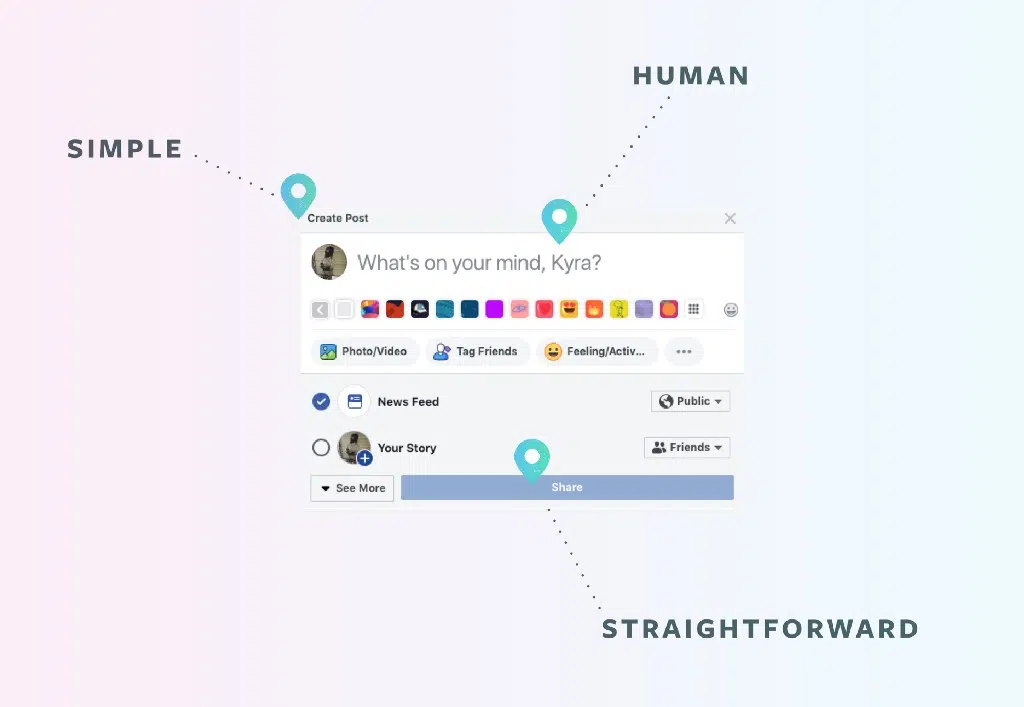 HUMAN
SIMPLE
Create Post
What's on your mind, Kyra?
Photo/Video Tag Friends Feeling/Activ...
News Feed Public
Your Story Friends
See More Share
STRAIGHTFORWARD